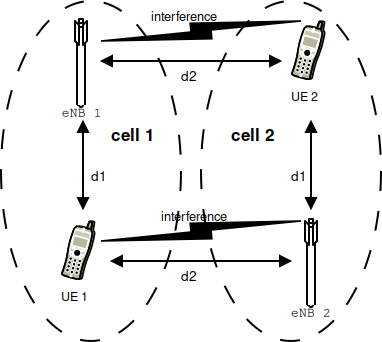 interference
d2
UE 2
eNB 1
cell 1
cell 2
d1
d1
interference
d2
UE 1
eNB 2